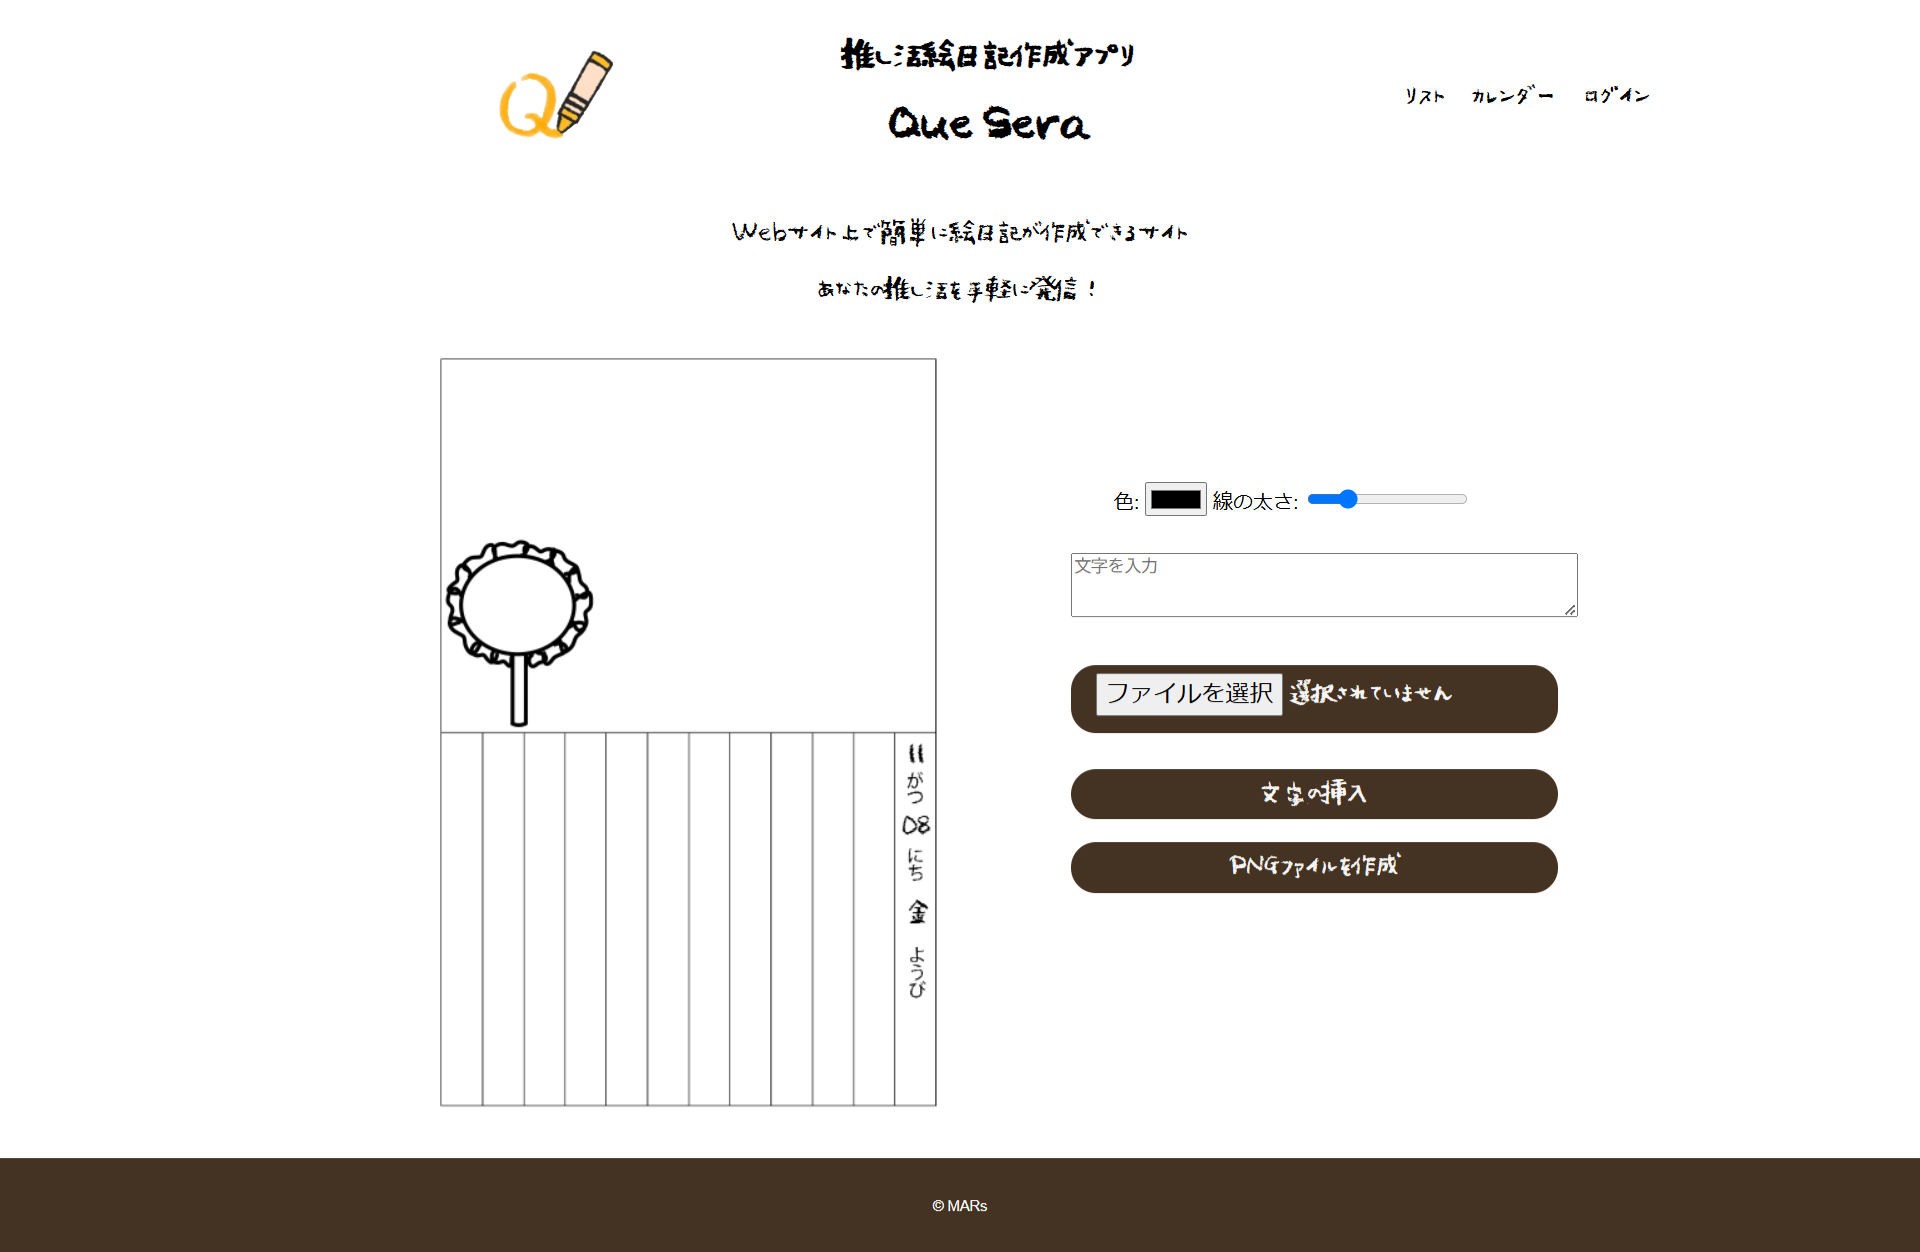 推し活絵日記作成アプリ
Que Sera
リスト カレンダー ログイン
Webサイト上で簡単に絵日記が作成できるサイト
あなたの推し活を手軽に発信！
11がつ08にち 金 ようび
色: 線の太さ:
文字を入力
ファイルを選択 選択されていません
文字の挿入
PNGファイルを作成
© MARs